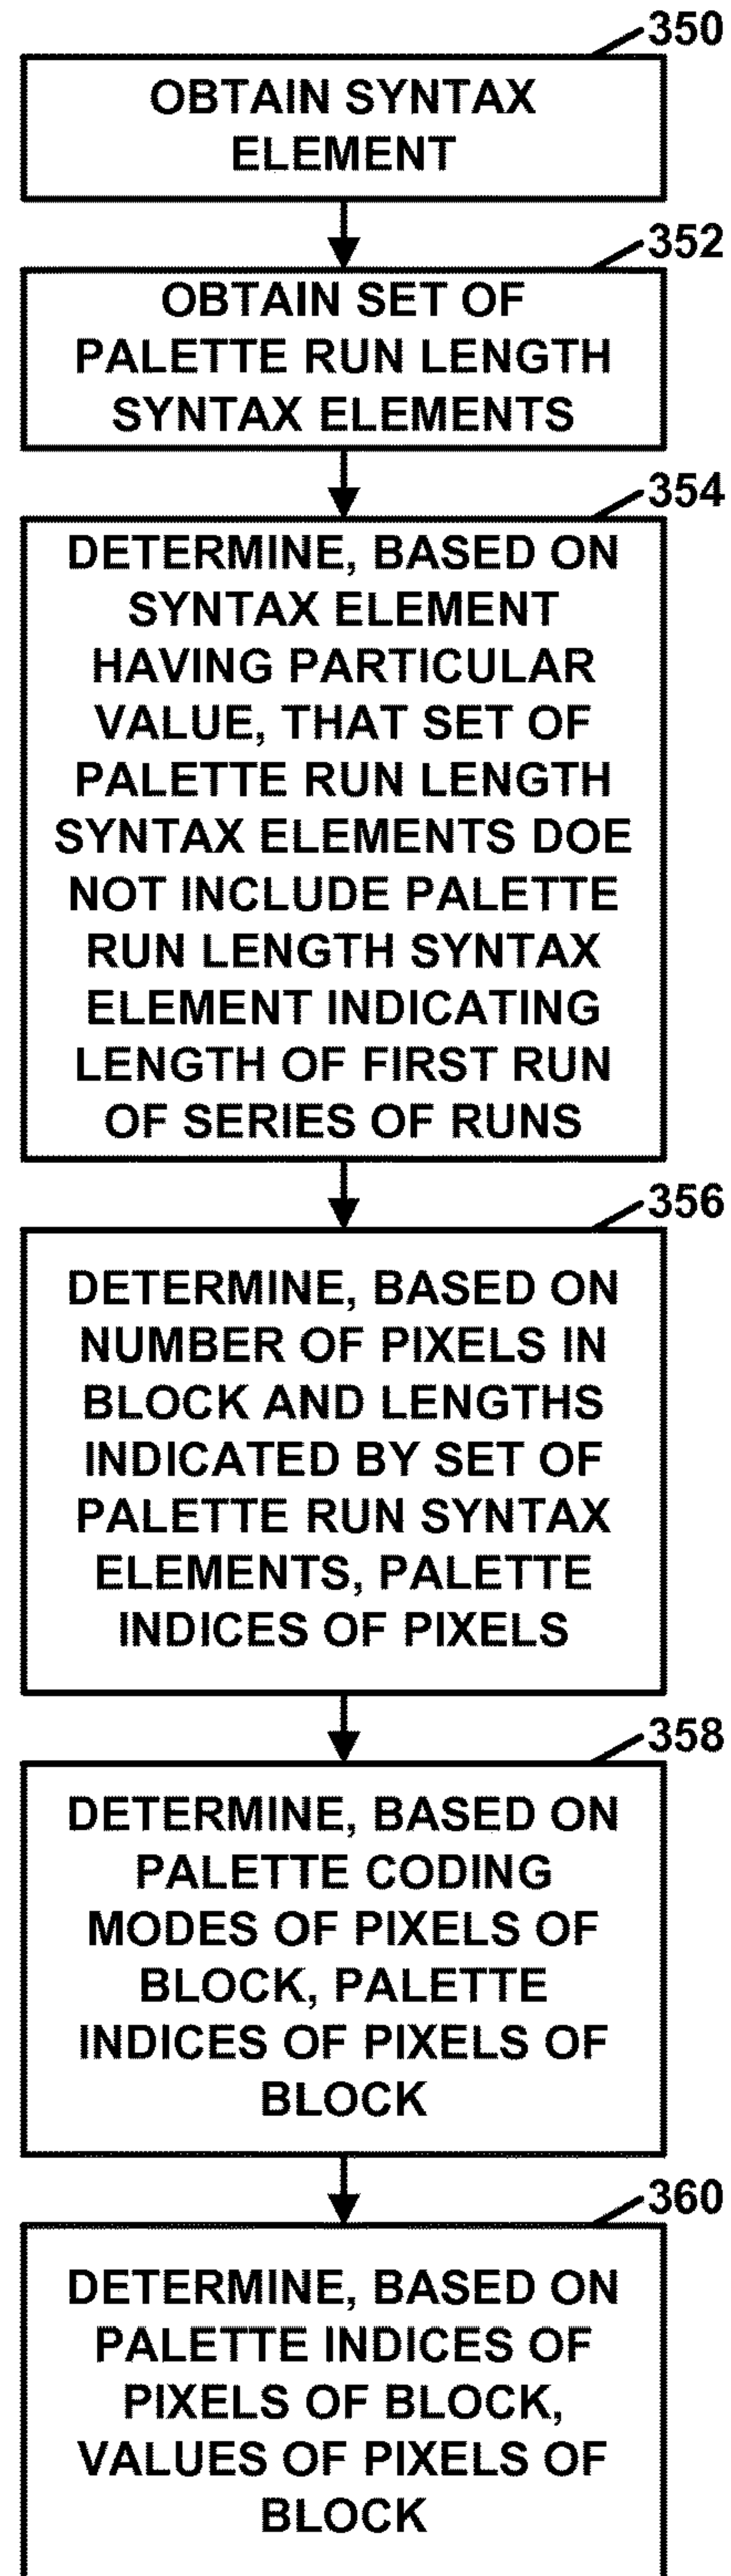 350
OBTAIN SYNTAX
ELEMENT
352
OBTAIN SET OF
PALETTE RUN LENGTH
SYNTAX ELEMENTS
354
DETERMINE, BASED ON
SYNTAX ELEMENT
HAVING PARTICULAR
VALUE, THAT SET OF
PALETTE RUN LENGTH
SYNTAX ELEMENTS DOE
NOT INCLUDE PALETTE
RUN LENGTH SYNTAX
ELEMENT INDICATING
LENGTH OF FIRST RUN
OF SERIES OF RUNS
356
DETERMINE, BASED ON
NUMBER OF PIXELS IN
BLOCK AND LENGTHS
INDICATED BY SET OF
PALETTE RUN SYNTAX
ELEMENTS, PALETTE
INDICES OF PIXELS
358
DETERMINE, BASED ON
PALETTE CODING
MODES OF PIXELS OF
BLOCK, PALETTE
INDICES OF PIXELS OF
BLOCK
360
DETERMINE, BASED ON
PALETTE INDICES OF
PIXELS OF BLOCK,
VALUES OF PIXELS OF
BLOCK